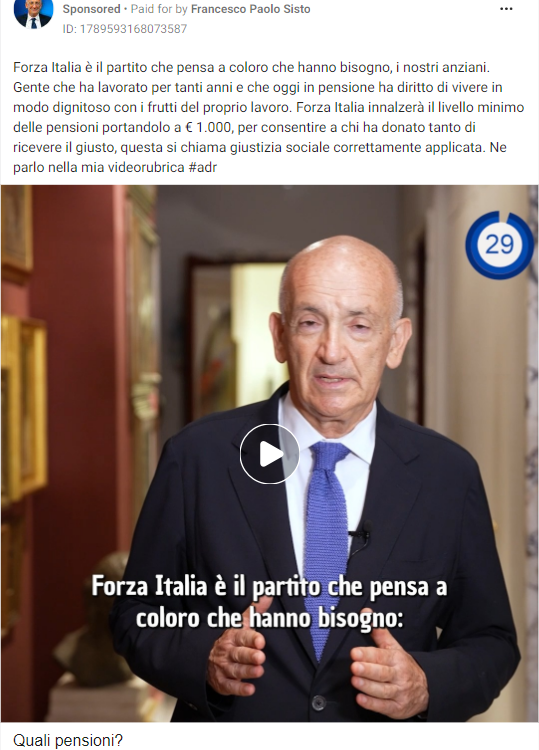 Sponsored • Paid for by Francesco Paolo Sisto
ID: 1789593168073587
Forza Italia è il partito che pensa a coloro che hanno bisogno, i nostri anziani.
Gente che ha lavorato per tanti anni e che oggi in pensione ha diritto di vivere in
modo dignitoso con i frutti del proprio lavoro. Forza Italia innalzerà il livello minimo
delle pensioni portandolo a € 1.000, per consentire a chi ha donato tanto di
ricevere il giusto, questa si chiama giustizia sociale correttamente applicata. Ne
parlo nella mia videorubrica #adr
29
Forza Italia è il partito che pensa a
coloro che hanno bisogno:
Quali pensioni?